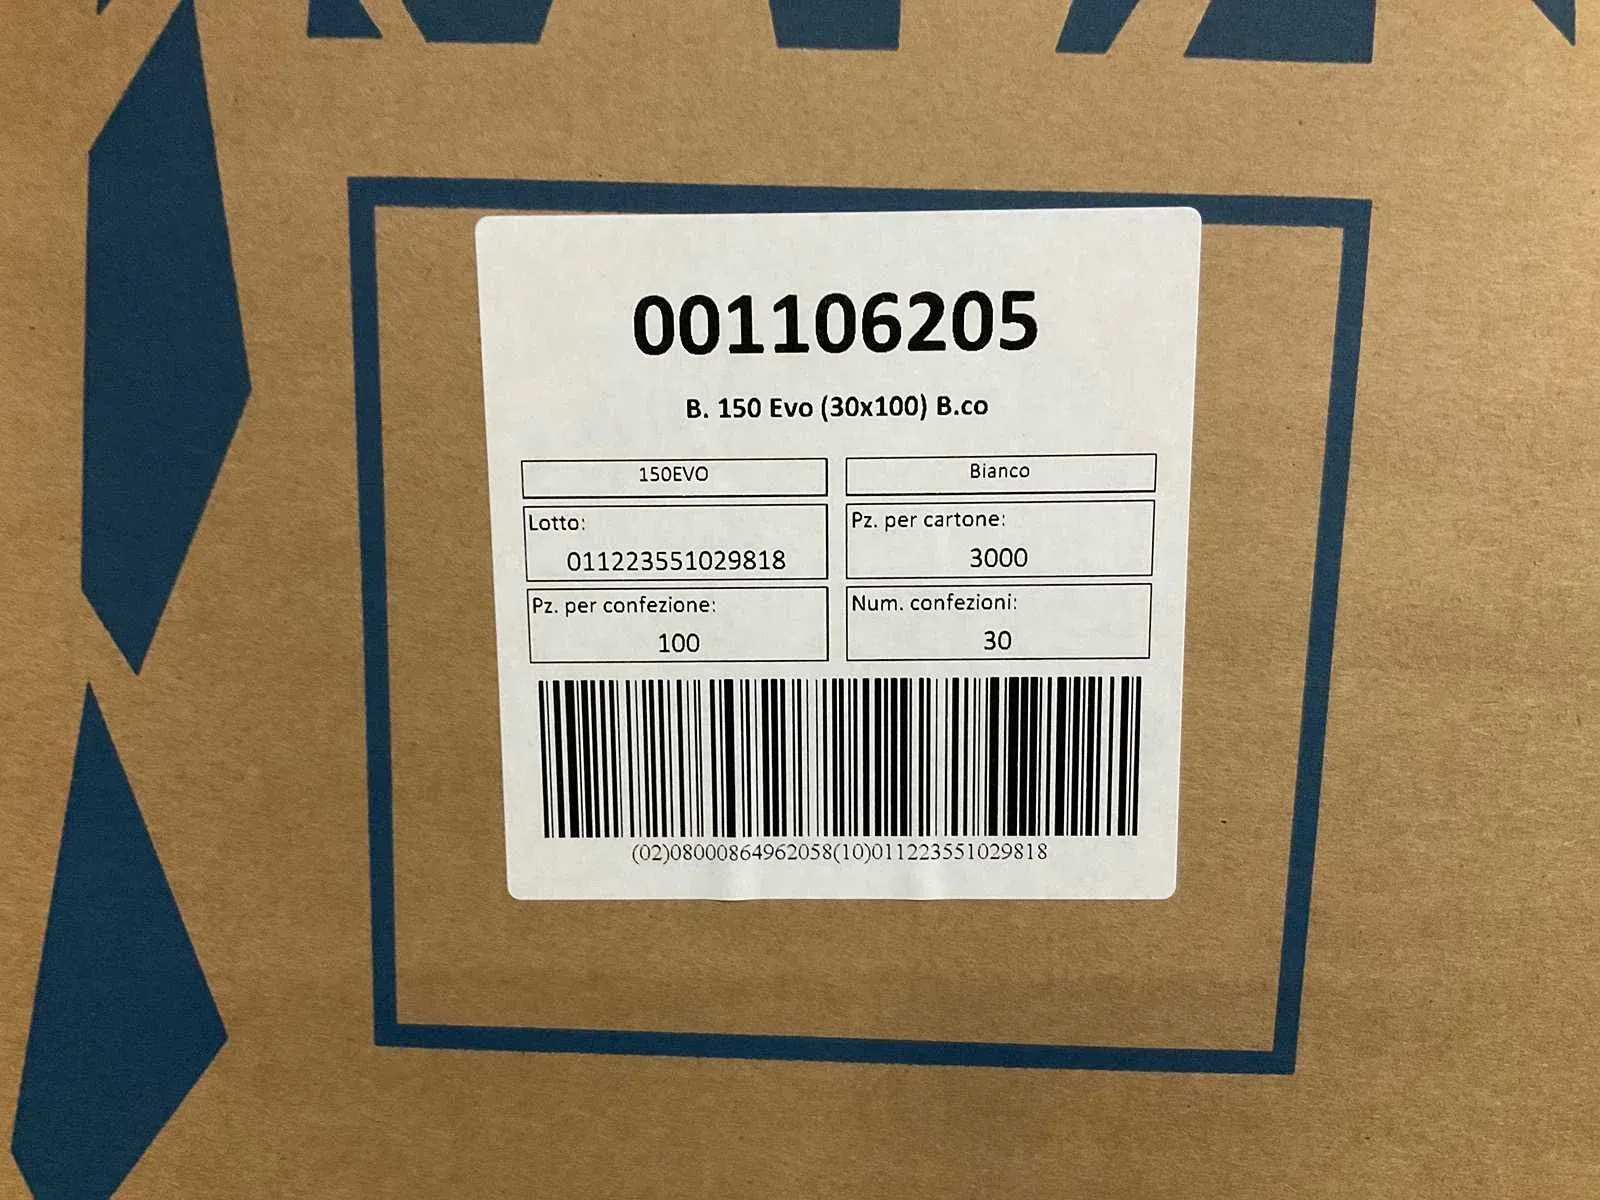 001106205
B. 150 Evo (30x100) B.co
150EVO
Bianco
Lotto:
011223551029818
Pz. per cartone:
3000
Pz. per confezione:
100
Num. confezioni:
30
(02)08000864962058(10)011223551029818